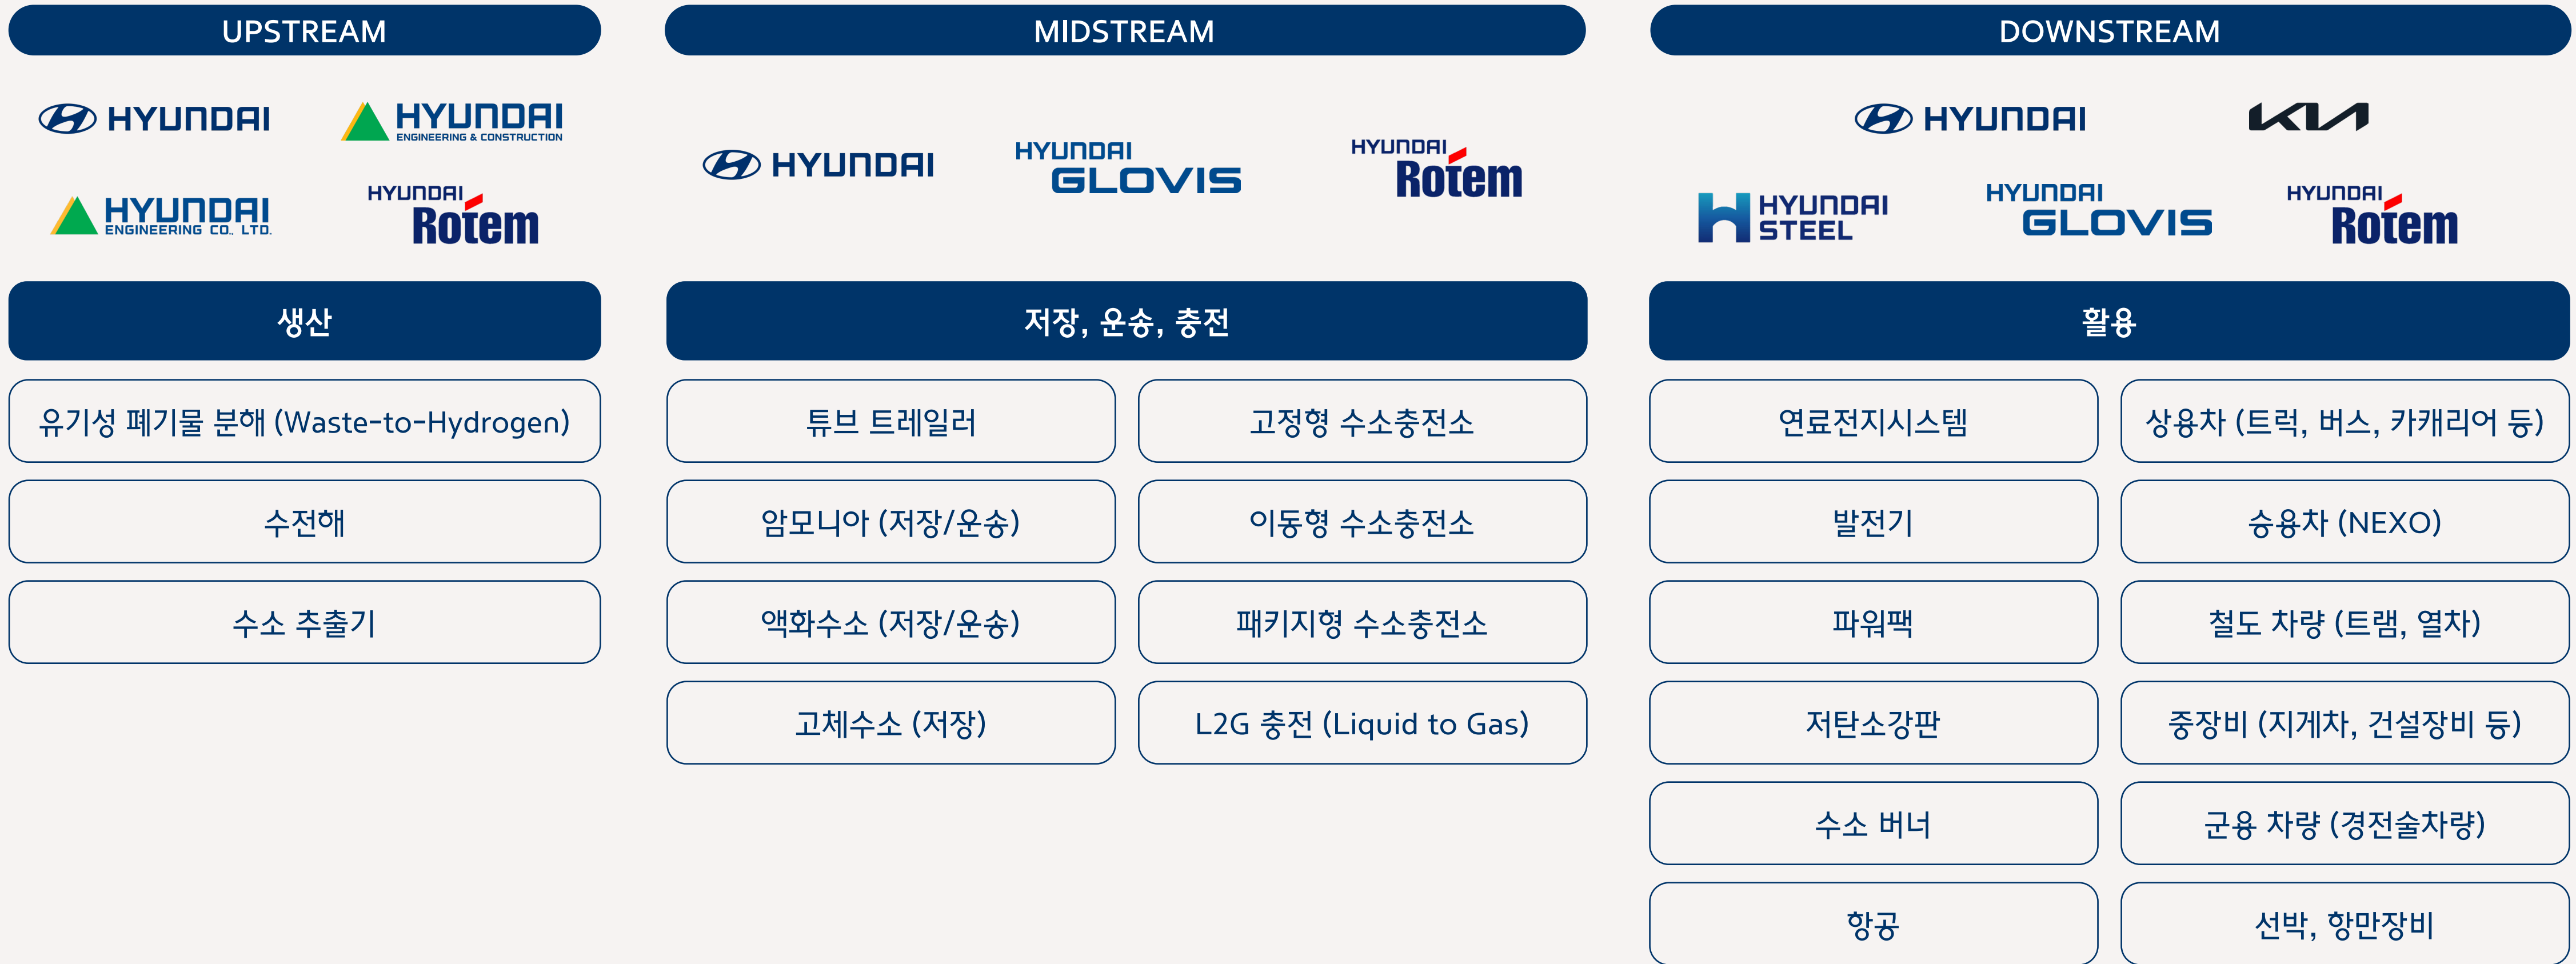 UPSTREAM
HYUNDAI
HYUNDAI
ENGINEERING & CONSTRUCTION
HYUNDAI
ENGINEERING CO., LTD.
HYUNDAI
Rotem
생산
유기성 폐기물 분해 (Waste-to-Hydrogen)
수전해
수소 추출기
MIDSTREAM
HYUNDAI
HYUNDAI
GLOVIS
HYUNDAI
Rotem
저장, 운송, 충전
튜브 트레일러
고정형 수소충전소
암모니아 (저장/운송)
이동형 수소충전소
액화수소 (저장/운송)
패키지형 수소충전소
고체수소 (저장)
L2G 충전 (Liquid to Gas)
DOWNSTREAM
HYUNDAI
KIA
HYUNDAI
STEEL
HYUNDAI
GLOVIS
HYUNDAI
Rotem
활용
연료전지시스템
상용차 (트럭, 버스, 카캐리어 등)
발전기
승용차 (NEXO)
파워팩
철도 차량 (트램, 열차)
저탄소강판
중장비 (지게차, 건설장비 등)
수소 버너
군용 차량 (경전술차량)
항공
선박, 항만장비